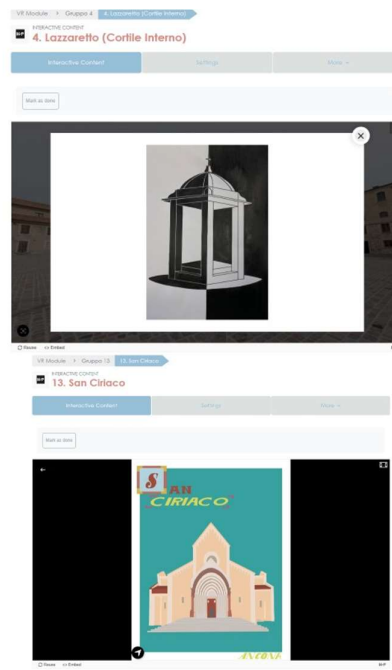 VR Module > Gruppo 4 4. Lazzaretto (Cortile Interno)
INTERACTIVE CONTENT
H-P
4. Lazzaretto (Cortile Interno)
Interactive Content Settings More
Mark as done
Reuse <> Embed
VR Module > Gruppo 13 13. San Ciriaco
INTERACTIVE CONTENT
H-P
13. San Ciriaco
Interactive Content Settings More
Mark as done
SAN
CIRIACO
Reuse <> Embed H-P